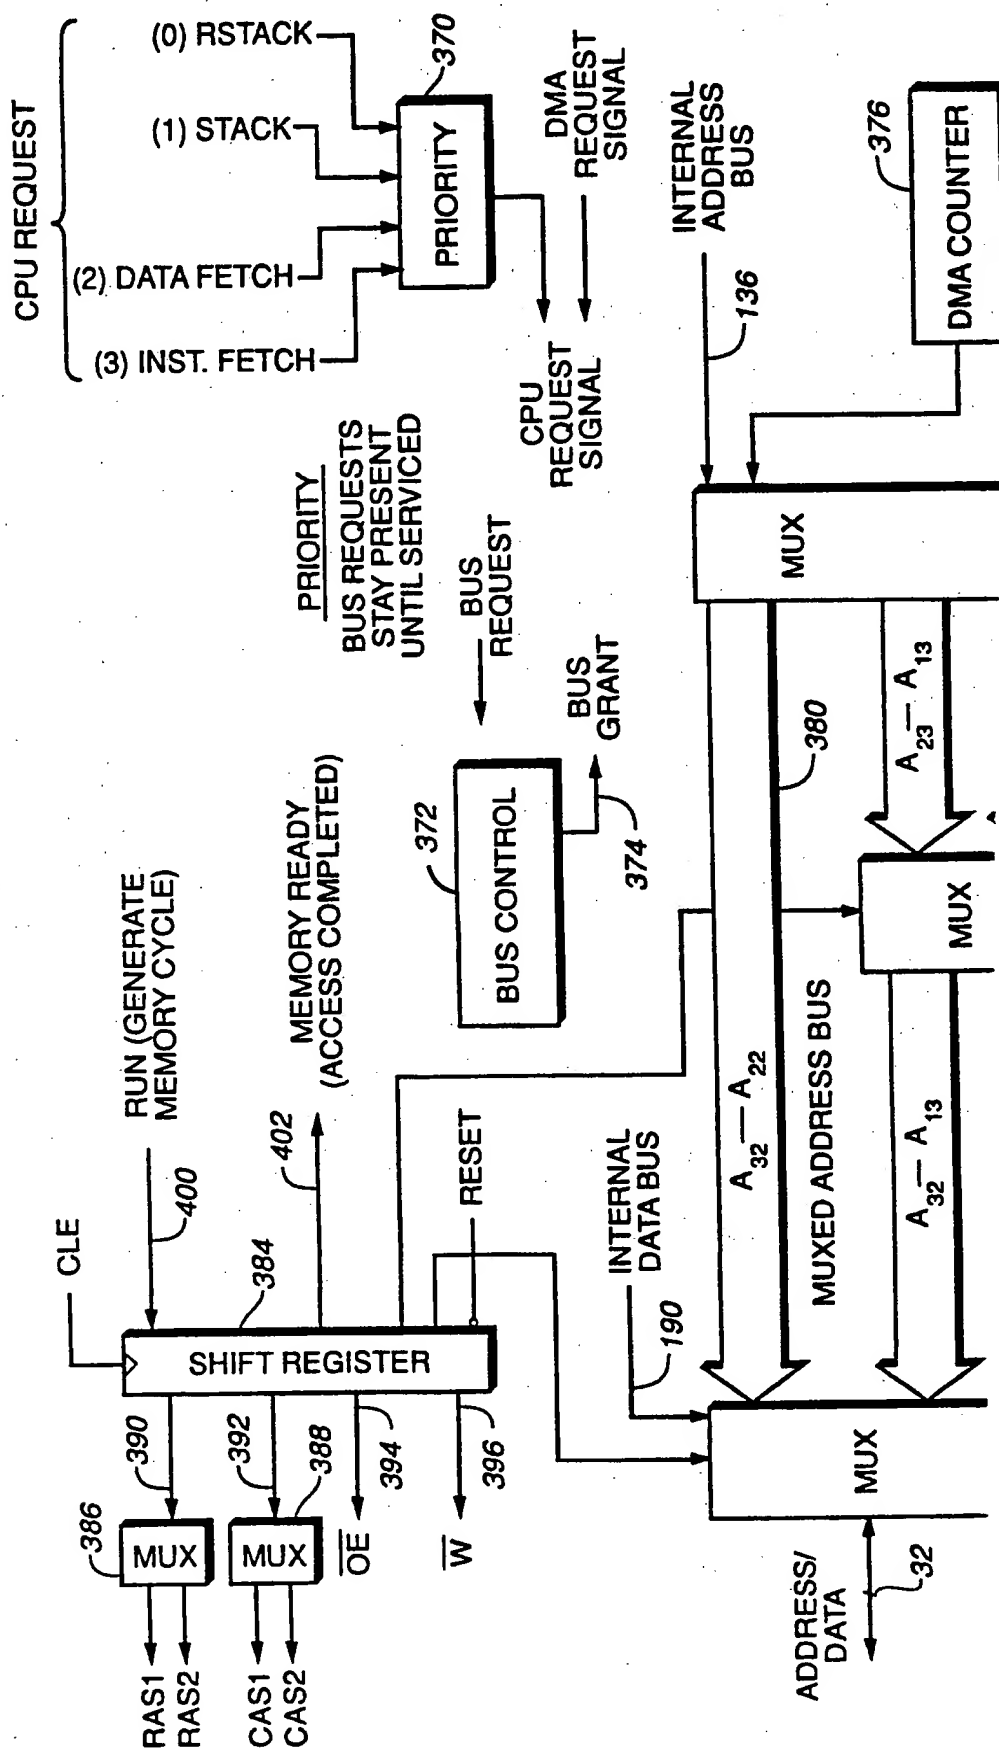 RAS1
RAS2
CAS1
CAS2
386
MUX
MUX
OE
W
390
392
388
394
396
CLE
SHIFT REGISTER
384
400
RUN (GENERATE
MEMORY CYCLE)
402
MEMORY READY
(ACCESS COMPLETED)
RESET
372
BUS CONTROL
374
BUS
GRANT
BUS
REQUEST
PRIORITY
BUS REQUESTS
STAY PRESENT
UNTIL SERVICED
CPU REQUEST
(3) INST. FETCH
(2) DATA FETCH
(1) STACK
(0) RSTACK
PRIORITY
370
CPU
REQUEST
SIGNAL
DMA
REQUEST
SIGNAL
ADDRESS/
DATA
32
MUX
190
INTERNAL
DATA BUS
A32 — A22
MUXED ADDRESS BUS
A32 — A13
380
MUX
A23 — A13
MUX
136
INTERNAL
ADDRESS
BUS
376
DMA COUNTER